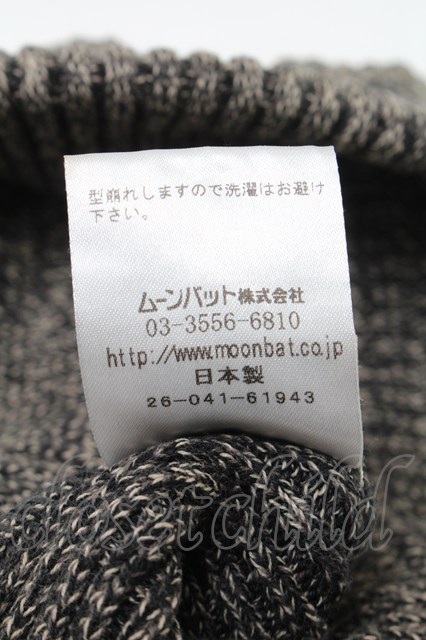 型崩れしますので洗濯はお避け
下さい。
ムーンバット株式会社
03-3556-6810
http://www.moonbat.co.jp
日本製
26-041-61943
closet child